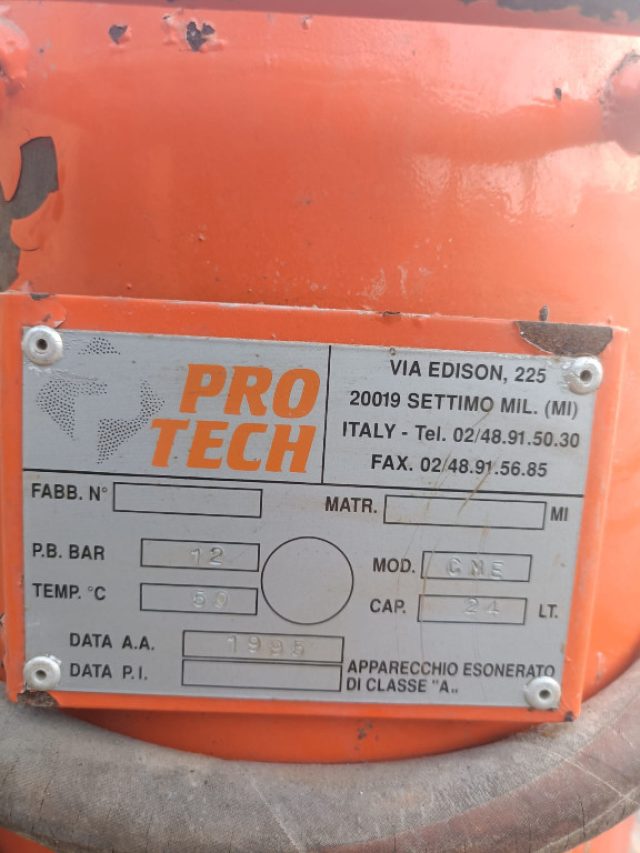 PRO
TECH
VIA EDISON, 225
20019 SETTIMO MIL. (MI)
ITALY - Tel. 02/48.91.50.30
FAX. 02/48.91.56.85
FABB. N°
MATR. MI
P.B. BAR 12
MOD. CME
TEMP. °C 50
CAP. 24 LT.
DATA A.A. 1995
DATA P.I.
APPARECCHIO ESONERATO
DI CLASSE "A„